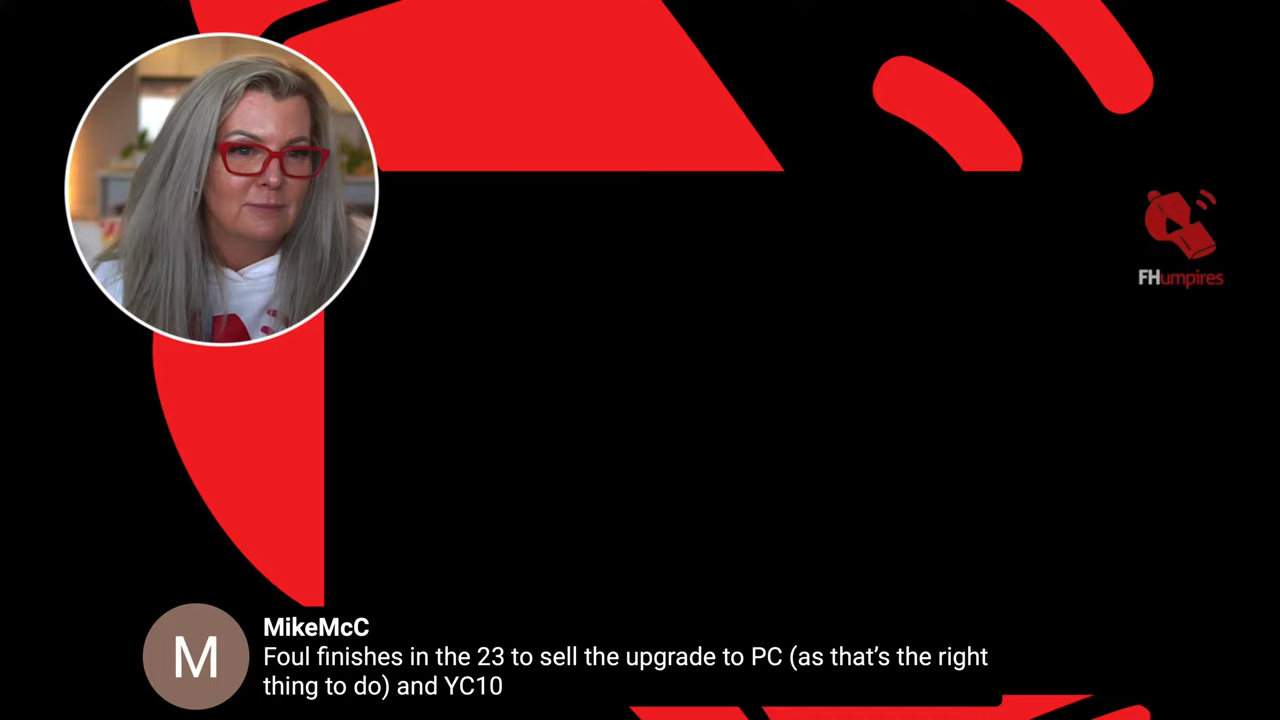 FHumpires
M
MikeMcC
Foul finishes in the 23 to sell the upgrade to PC (as that’s the right
thing to do) and YC10